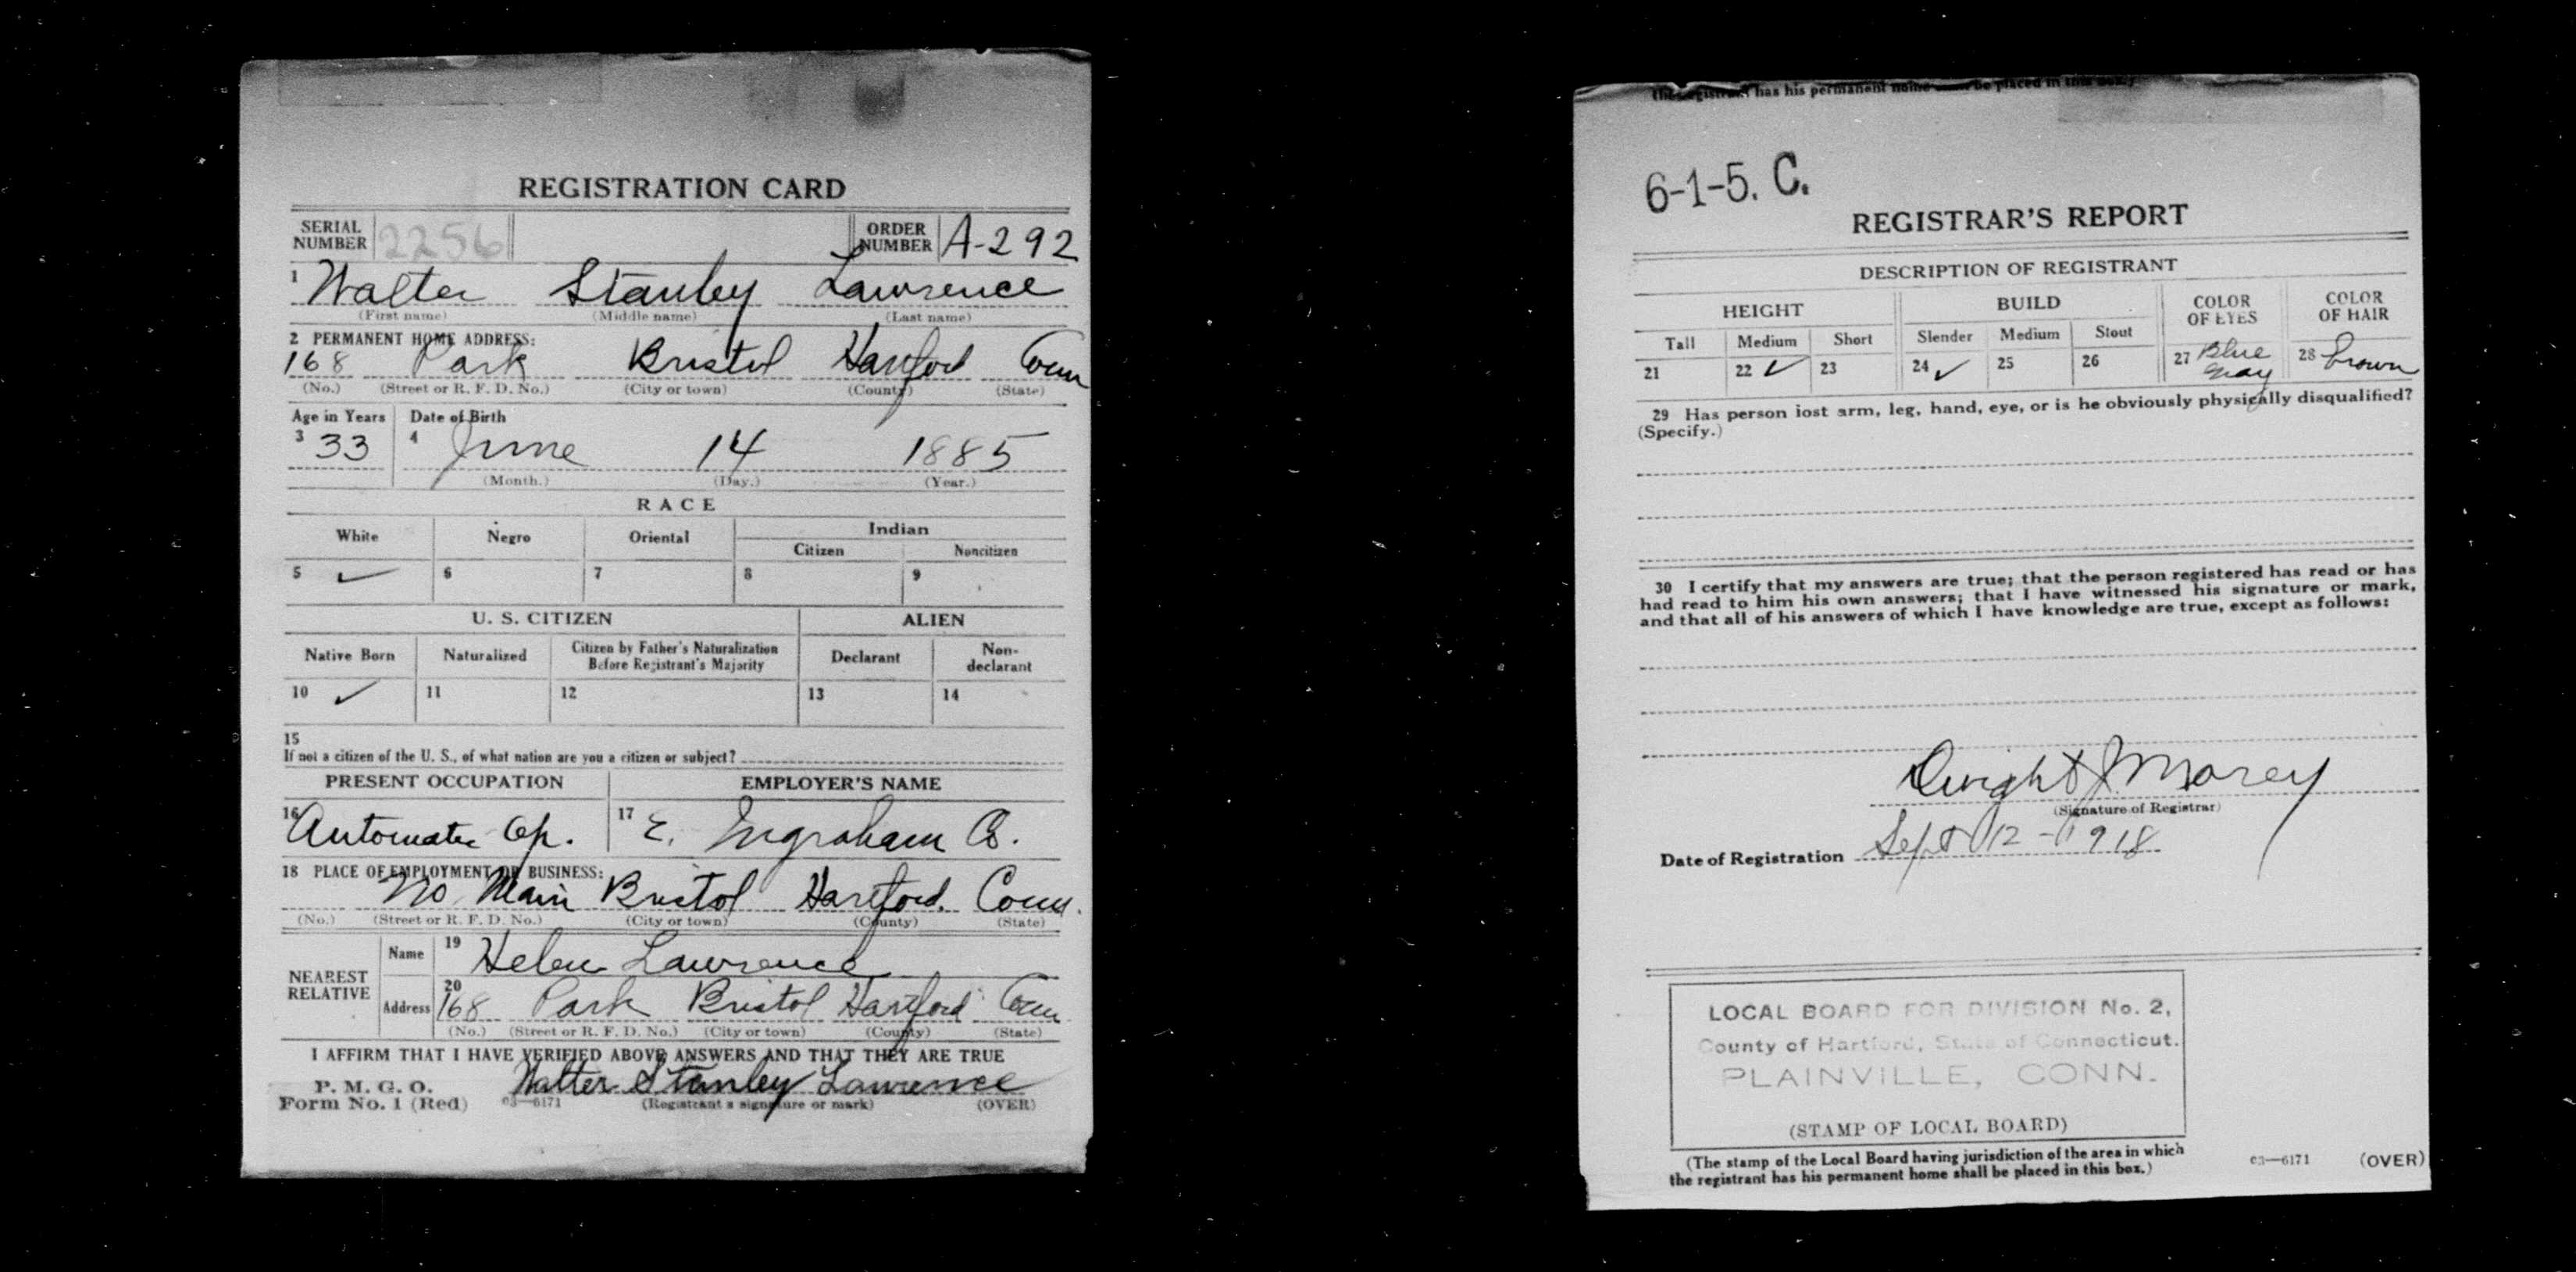 REGISTRATION CARD
SERIAL NUMBER 2256 ORDER NUMBER A-292
1 Walter Stanley Lawrence
(First name) (Middle name) (Last name)
2 PERMANENT HOME ADDRESS:
168 Park Bristol Hartford Conn
(No.) (Street or R. F. D. No.) (City or town) (County) (State)
Age in Years Date of Birth
3 33 4 June 14 1885
(Month.) (Day.) (Year.)
RACE
White Negro Oriental Indian
Citizen Noncitizen
5 ✓ 6 7 8 9
U. S. CITIZEN ALIEN
Native Born Naturalized Citizen by Father's Naturalization Before Registrant's Majority Declarant Non-declarant
10 ✓ 11 12 13 14
15
If not a citizen of the U. S., of what nation are you a citizen or subject?
PRESENT OCCUPATION EMPLOYER'S NAME
16 Automatic Op. 17 E. Ingraham Co.
18 PLACE OF EMPLOYMENT OR BUSINESS:
No. Main Bristol Hartford. Conn.
(No.) (Street or R. F. D. No.) (City or town) (County) (State)
NEAREST RELATIVE
Name 19 Helen Lawrence
Address 20 168 Park Bristol Hartford Conn
(No.) (Street or R. F. D. No.) (City or town) (County) (State)
I AFFIRM THAT I HAVE VERIFIED ABOVE ANSWERS AND THAT THEY ARE TRUE
P. M. G. O.
Form No. 1 (Red) 03—6171 Walter Stanley Lawrence
(Registrant's signature or mark) (OVER)
the registrant has his permanent home shall be placed in this box.)
6-1-5. C.
REGISTRAR'S REPORT
DESCRIPTION OF REGISTRANT
HEIGHT BUILD COLOR OF EYES COLOR OF HAIR
Tall Medium Short Slender Medium Stout
21 22 ✓ 23 24 ✓ 25 26 27 Blue Gray 28 brown
29 Has person lost arm, leg, hand, eye, or is he obviously physically disqualified?
(Specify.)
30 I certify that my answers are true; that the person registered has read or has
had read to him his own answers; that I have witnessed his signature or mark,
and that all of his answers of which I have knowledge are true, except as follows:
Dwight J. Morey
(Signature of Registrar)
Date of Registration Sept 12 - 1918
LOCAL BOARD FOR DIVISION No. 2,
County of Hartford, State of Connecticut.
PLAINVILLE, CONN.
(STAMP OF LOCAL BOARD)
(The stamp of the Local Board having jurisdiction of the area in which
the registrant has his permanent home shall be placed in this box.)
03—6171 (OVER)